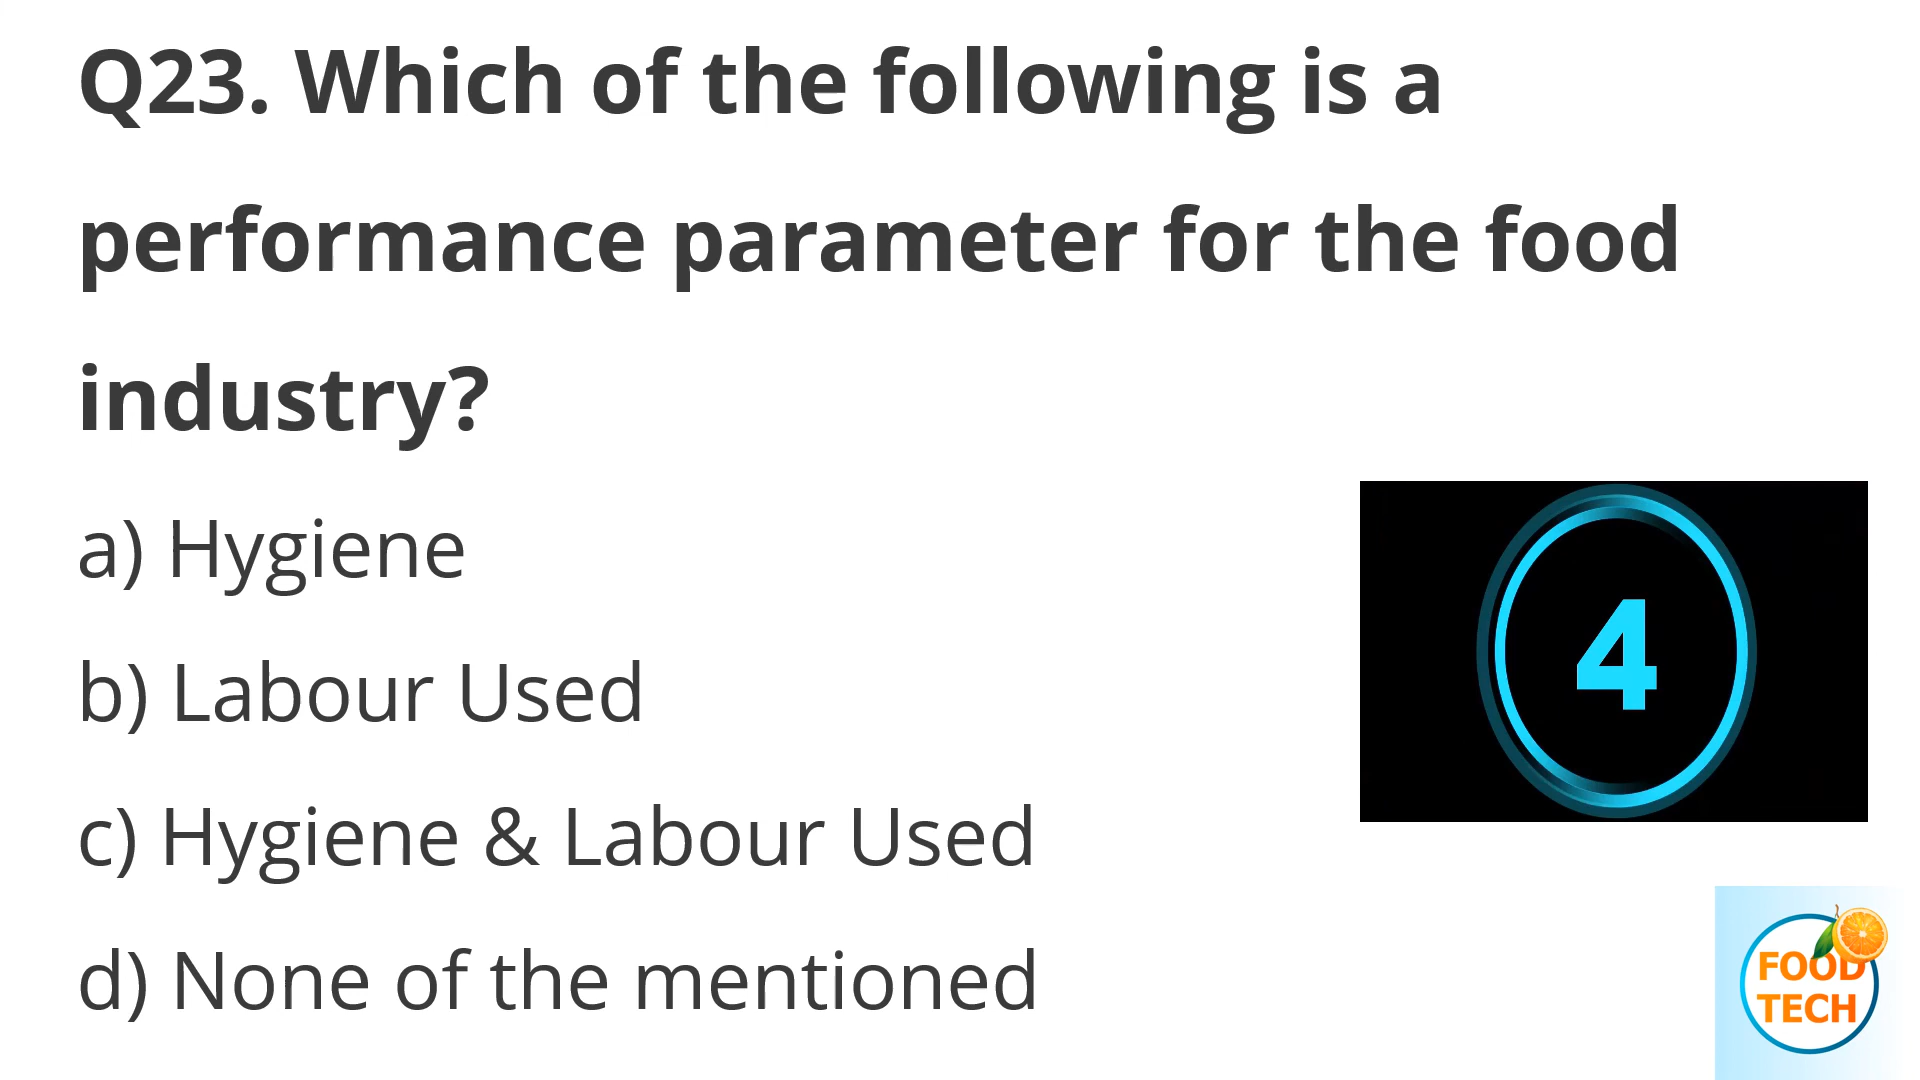 Q23. Which of the following is a
performance parameter for the food
industry?
a) Hygiene
b) Labour Used
4
c) Hygiene & Labour Used
d) None of the mentioned
FOOD
TECH